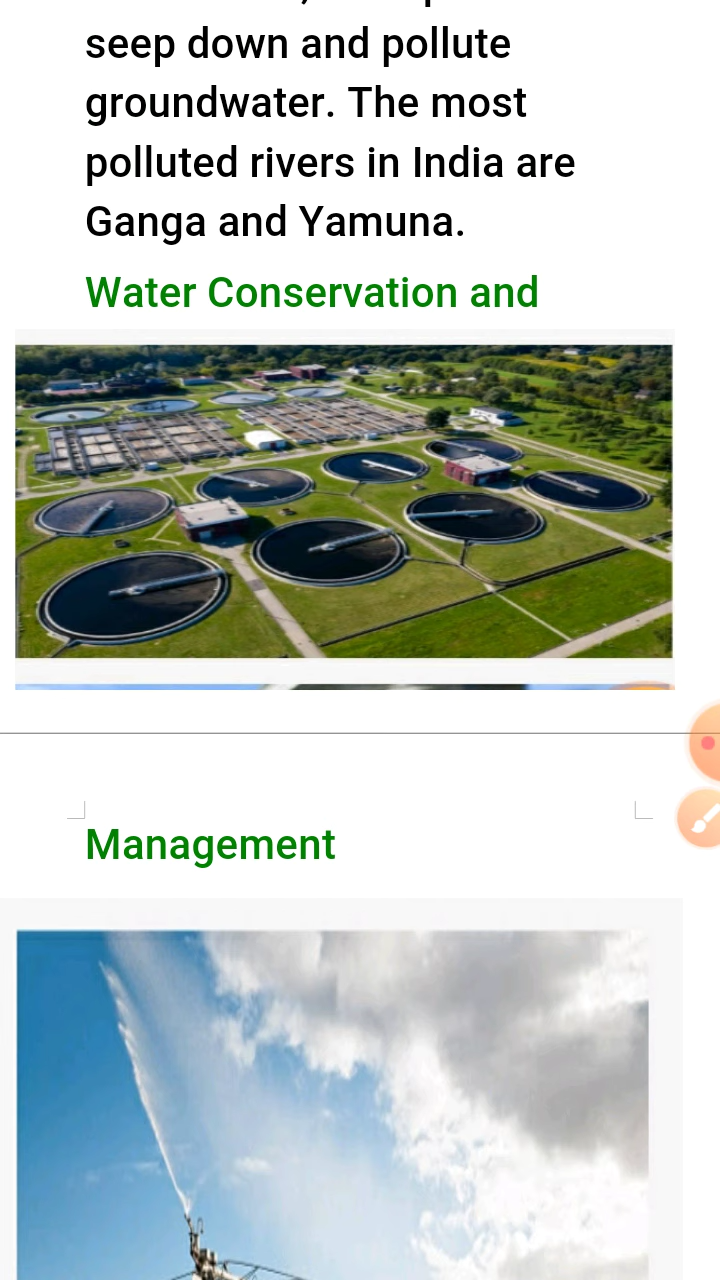 seep down and pollute
groundwater. The most
polluted rivers in India are
Ganga and Yamuna.
Water Conservation and
Management